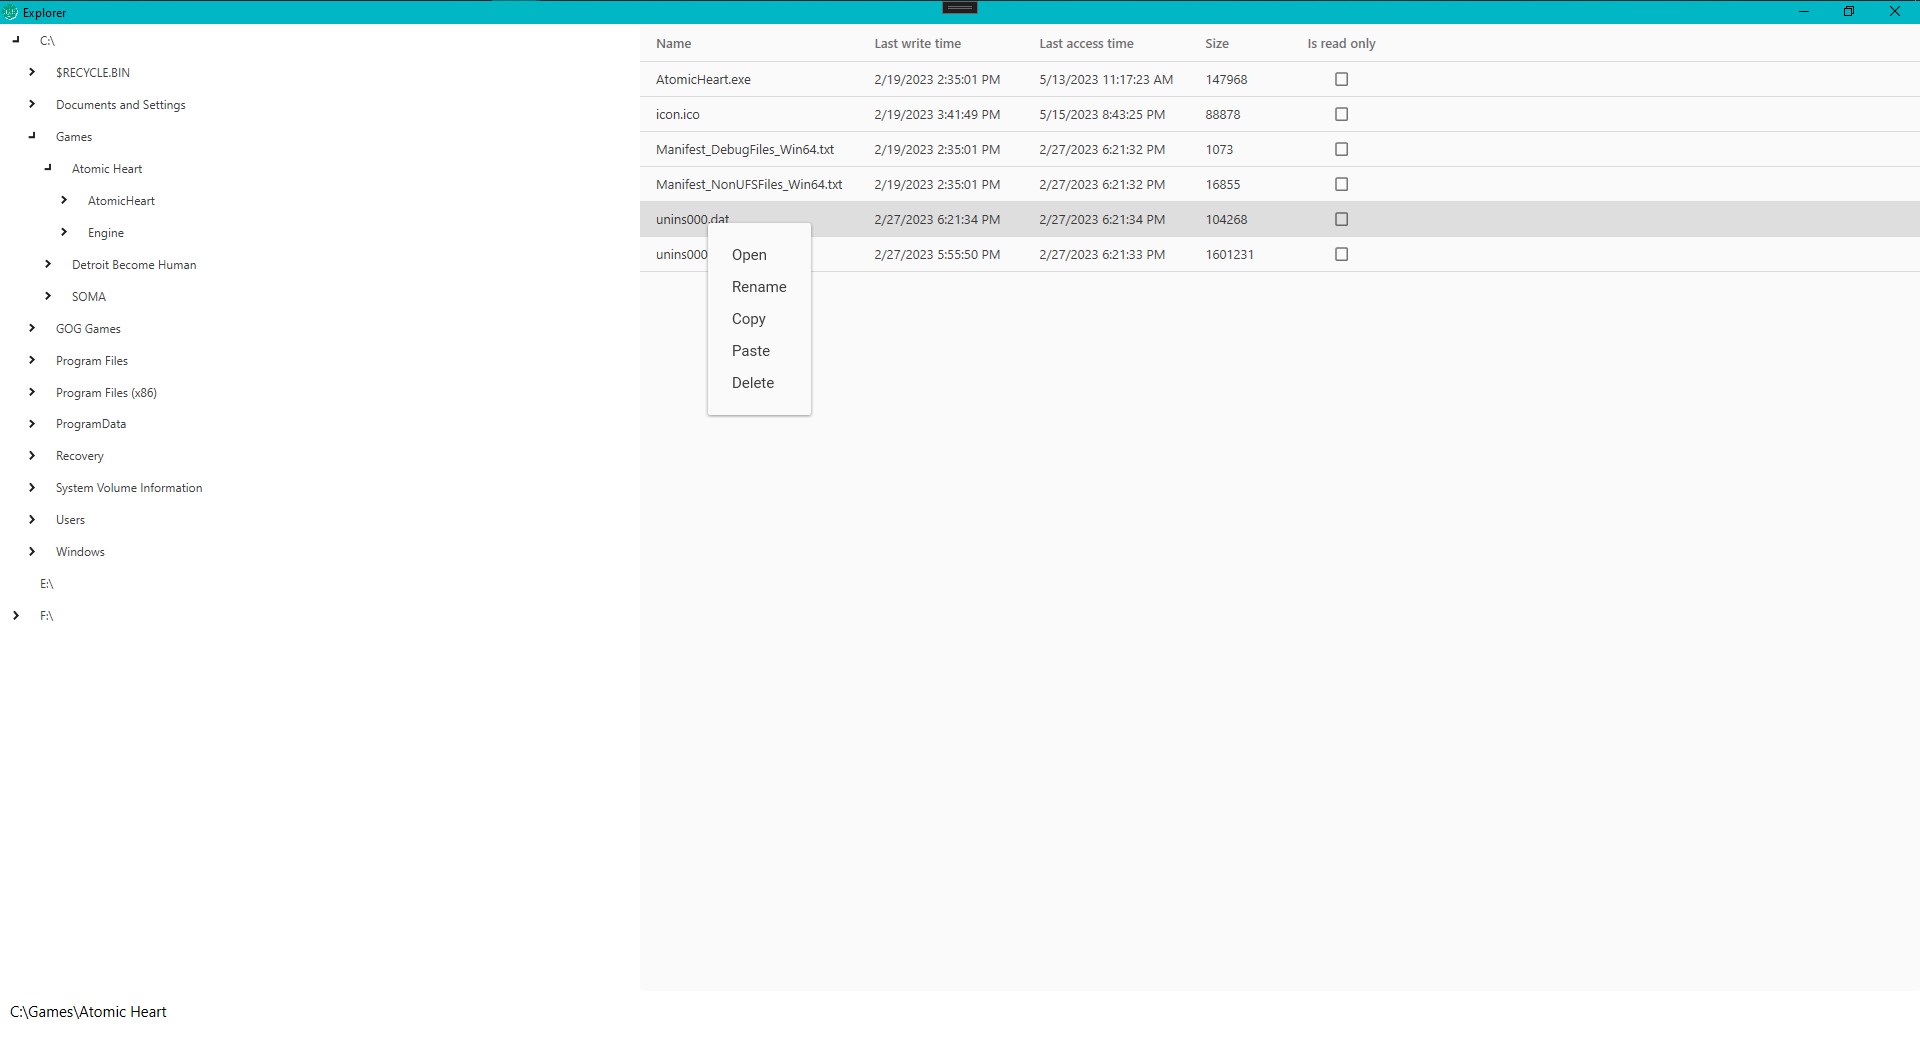 Explorer
C:\
$RECYCLE.BIN
Documents and Settings
Games
Atomic Heart
AtomicHeart
Engine
Detroit Become Human
SOMA
GOG Games
Program Files
Program Files (x86)
ProgramData
Recovery
System Volume Information
Users
Windows
E:\
F:\
Name Last write time Last access time Size Is read only
AtomicHeart.exe 2/19/2023 2:35:01 PM 5/13/2023 11:17:23 AM 147968
icon.ico 2/19/2023 3:41:49 PM 5/15/2023 8:43:25 PM 88878
Manifest_DebugFiles_Win64.txt 2/19/2023 2:35:01 PM 2/27/2023 6:21:32 PM 1073
Manifest_NonUFSFiles_Win64.txt 2/19/2023 2:35:01 PM 2/27/2023 6:21:32 PM 16855
unins000.dat 2/27/2023 6:21:34 PM 2/27/2023 6:21:34 PM 104268
unins000 2/27/2023 5:55:50 PM 2/27/2023 6:21:33 PM 1601231
Open
Rename
Copy
Paste
Delete
C:\Games\Atomic Heart